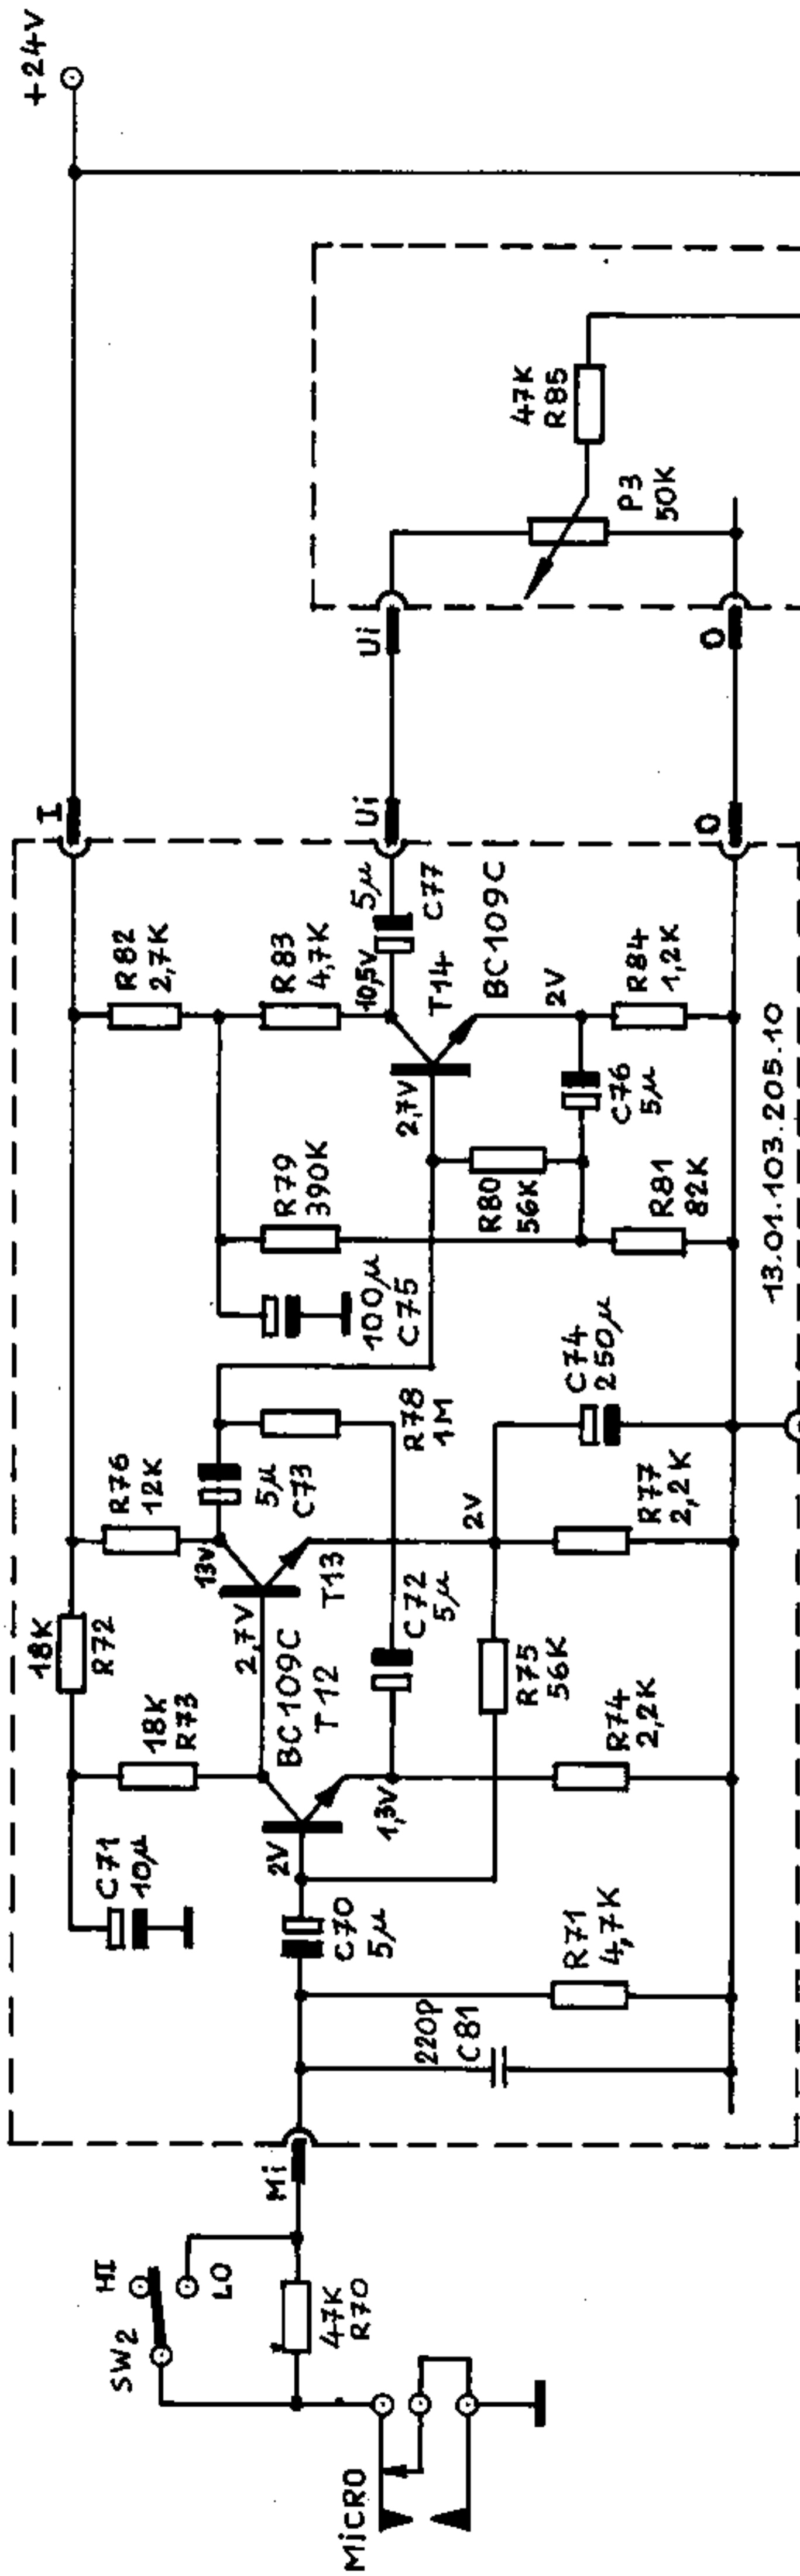 +24V
I
R82
2,7K
R83
4,7K
10,5V
5µ
C77
Ui
Ui
T14
BC109C
2,7V
2V
R84
1,2K
C76
5µ
R79
390K
R80
56K
R81
82K
100µ
C75
13.01.103.205.10
47K
R85
P3
50K
O
O
R76
12K
13V
5µ
C73
R78
1M
C74
250µ
2V
R77
2,2K
T13
2,7V
18K
R72
18K
R73
BC109C
T12
C72
5µ
R75
56K
R74
2,2K
1,3V
2V
C71
10µ
C70
5µ
R71
4,7K
220P
C81
Mi
HI
LO
SW2
47K
R70
MiCRO